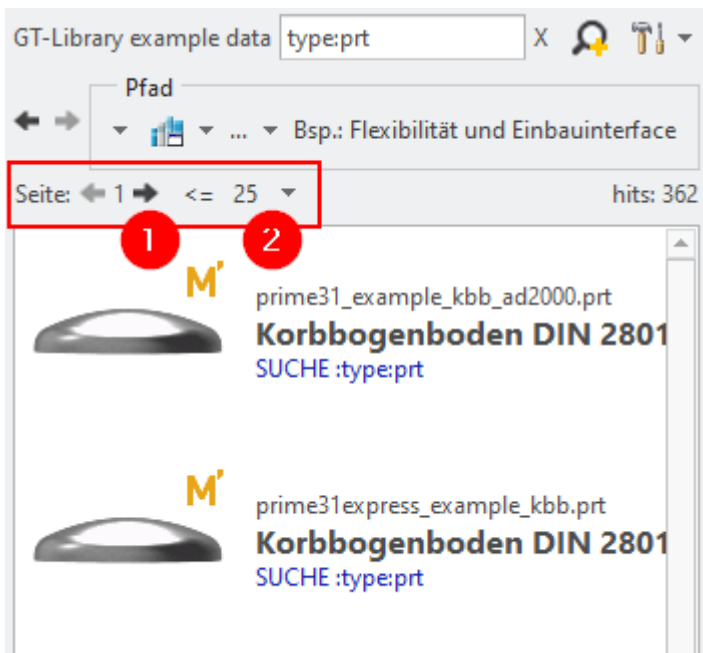 GT-Library example data type:prt X
Pfad
... Bsp.: Flexibilität und Einbauinterface
Seite: 1 <= 25 hits: 362
1 2
M'
prime31_example_kbb_ad2000.prt
Korbbogenboden DIN 2801
SUCHE :type:prt
M'
prime31express_example_kbb.prt
Korbbogenboden DIN 2801
SUCHE :type:prt